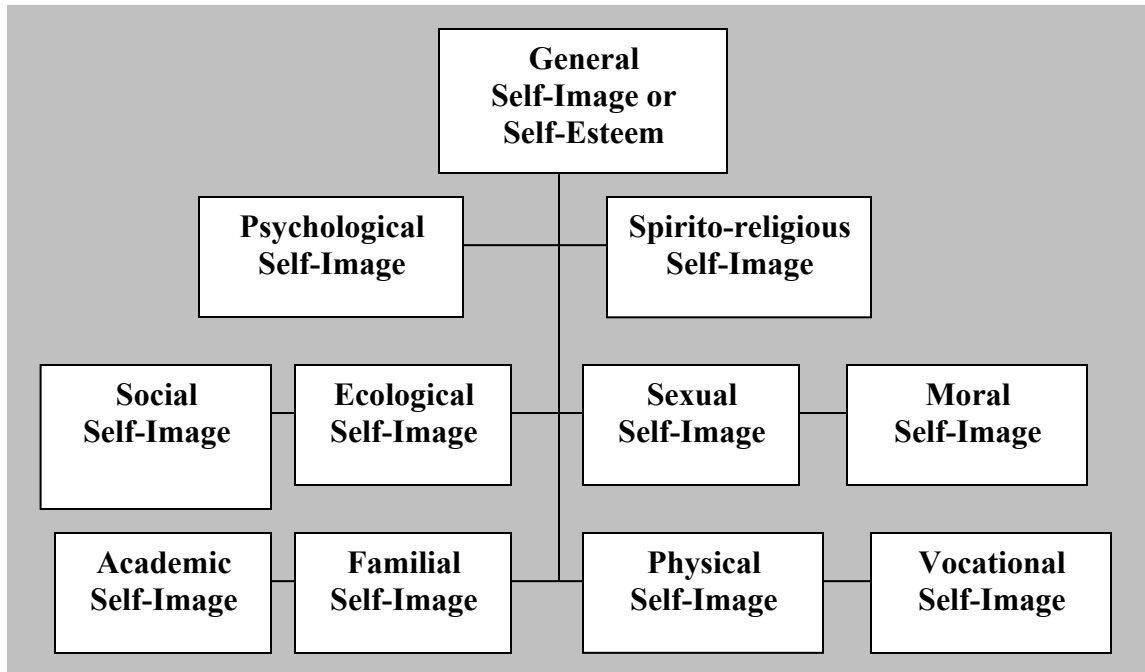 General
Self-Image or
Self-Esteem
Psychological
Self-Image
Spirito-religious
Self-Image
Social
Self-Image
Ecological
Self-Image
Sexual
Self-Image
Moral
Self-Image
Academic
Self-Image
Familial
Self-Image
Physical
Self-Image
Vocational
Self-Image